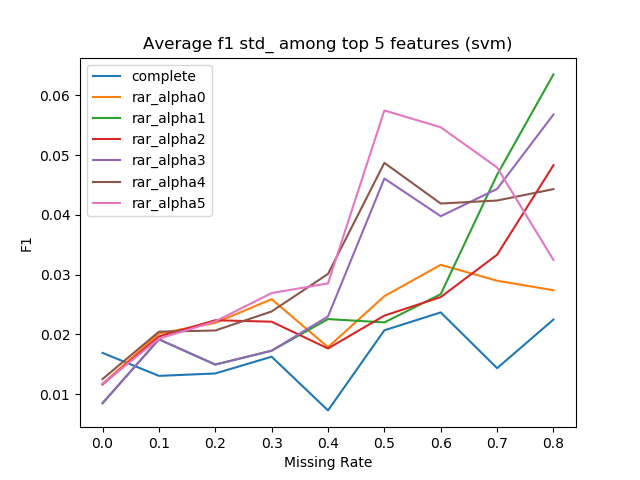 Average f1 std_ among top 5 features (svm)
complete
rar_alpha0
rar_alpha1
rar_alpha2
rar_alpha3
rar_alpha4
rar_alpha5
0.06
0.05
0.04
0.03
0.02
0.01
F1
0.0 0.1 0.2 0.3 0.4 0.5 0.6 0.7 0.8
Missing Rate